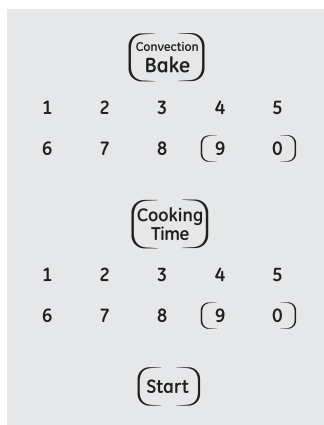 Convection
Bake
1 2 3 4 5
6 7 8 9 0
Cooking
Time
1 2 3 4 5
6 7 8 9 0
Start